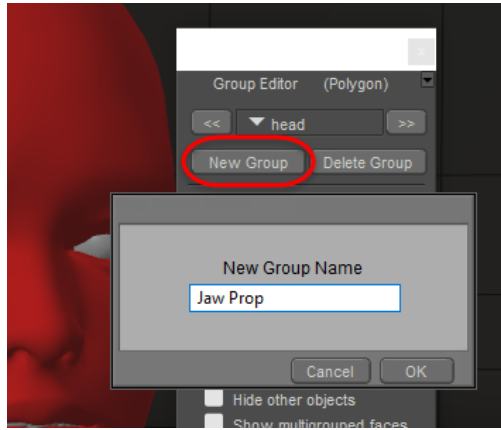 x
Group Editor (Polygon)
<< head >>
New Group Delete Group
New Group Name
Jaw Prop
Cancel OK
Hide other objects
Show multigrouped faces